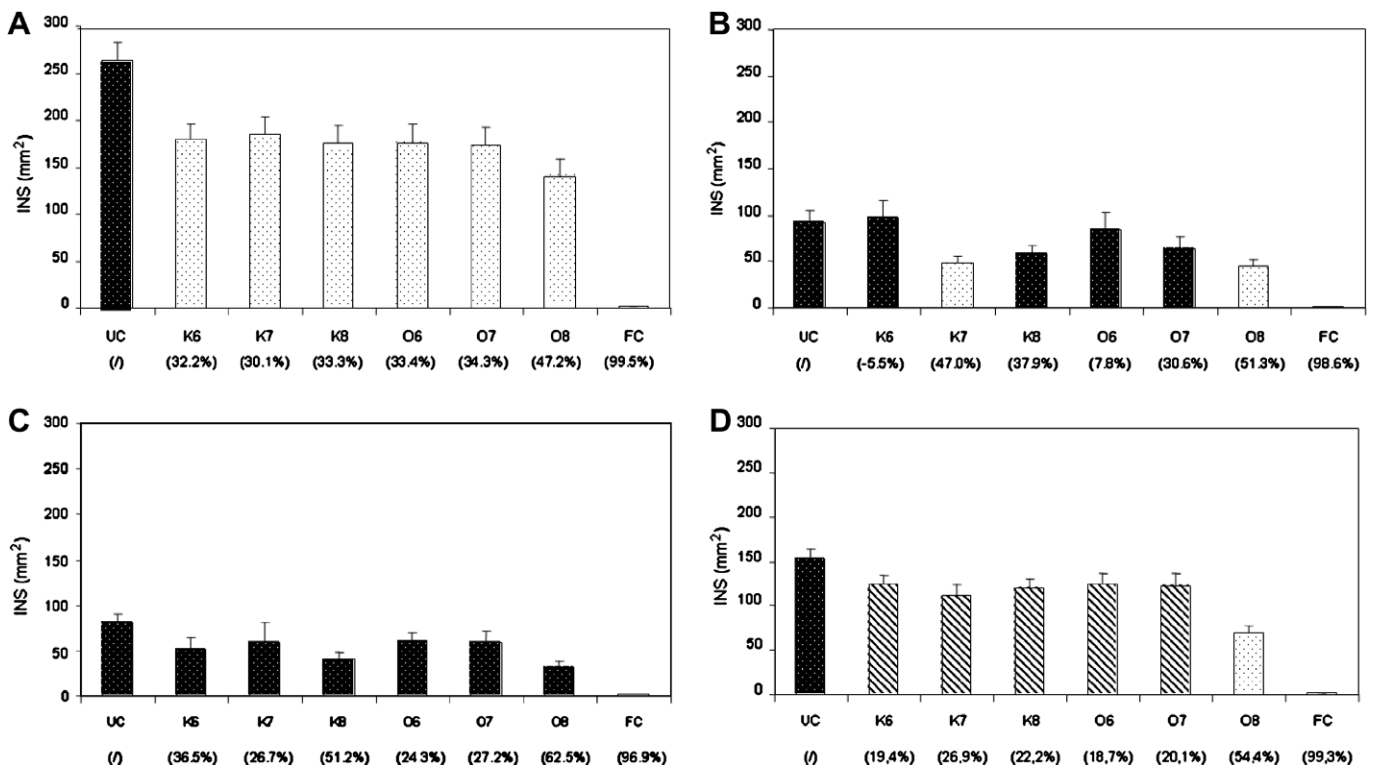 A
300
250
200
150
100
50
0
INS (mm²)
UC K6 K7 K8 O6 O7 O8 FC
(/) (32.2%) (30.1%) (33.3%) (33.4%) (34.3%) (47.2%) (99.5%)
B
300
250
200
150
100
50
0
INS (mm²)
UC K6 K7 K8 O6 O7 O8 FC
(/) (-5.5%) (47.0%) (37.9%) (7.8%) (30.6%) (51.3%) (98.6%)
C
300
250
200
150
100
50
0
INS (mm²)
UC K6 K7 K8 O6 O7 O8 FC
(/) (36.5%) (26.7%) (51.2%) (24.3%) (27.2%) (62.5%) (96.9%)
D
300
250
200
150
100
50
0
INS (mm²)
UC K6 K7 K8 O6 O7 O8 FC
(/) (19,4%) (26,9%) (22,2%) (18,7%) (20,1%) (54,4%) (99,3%)